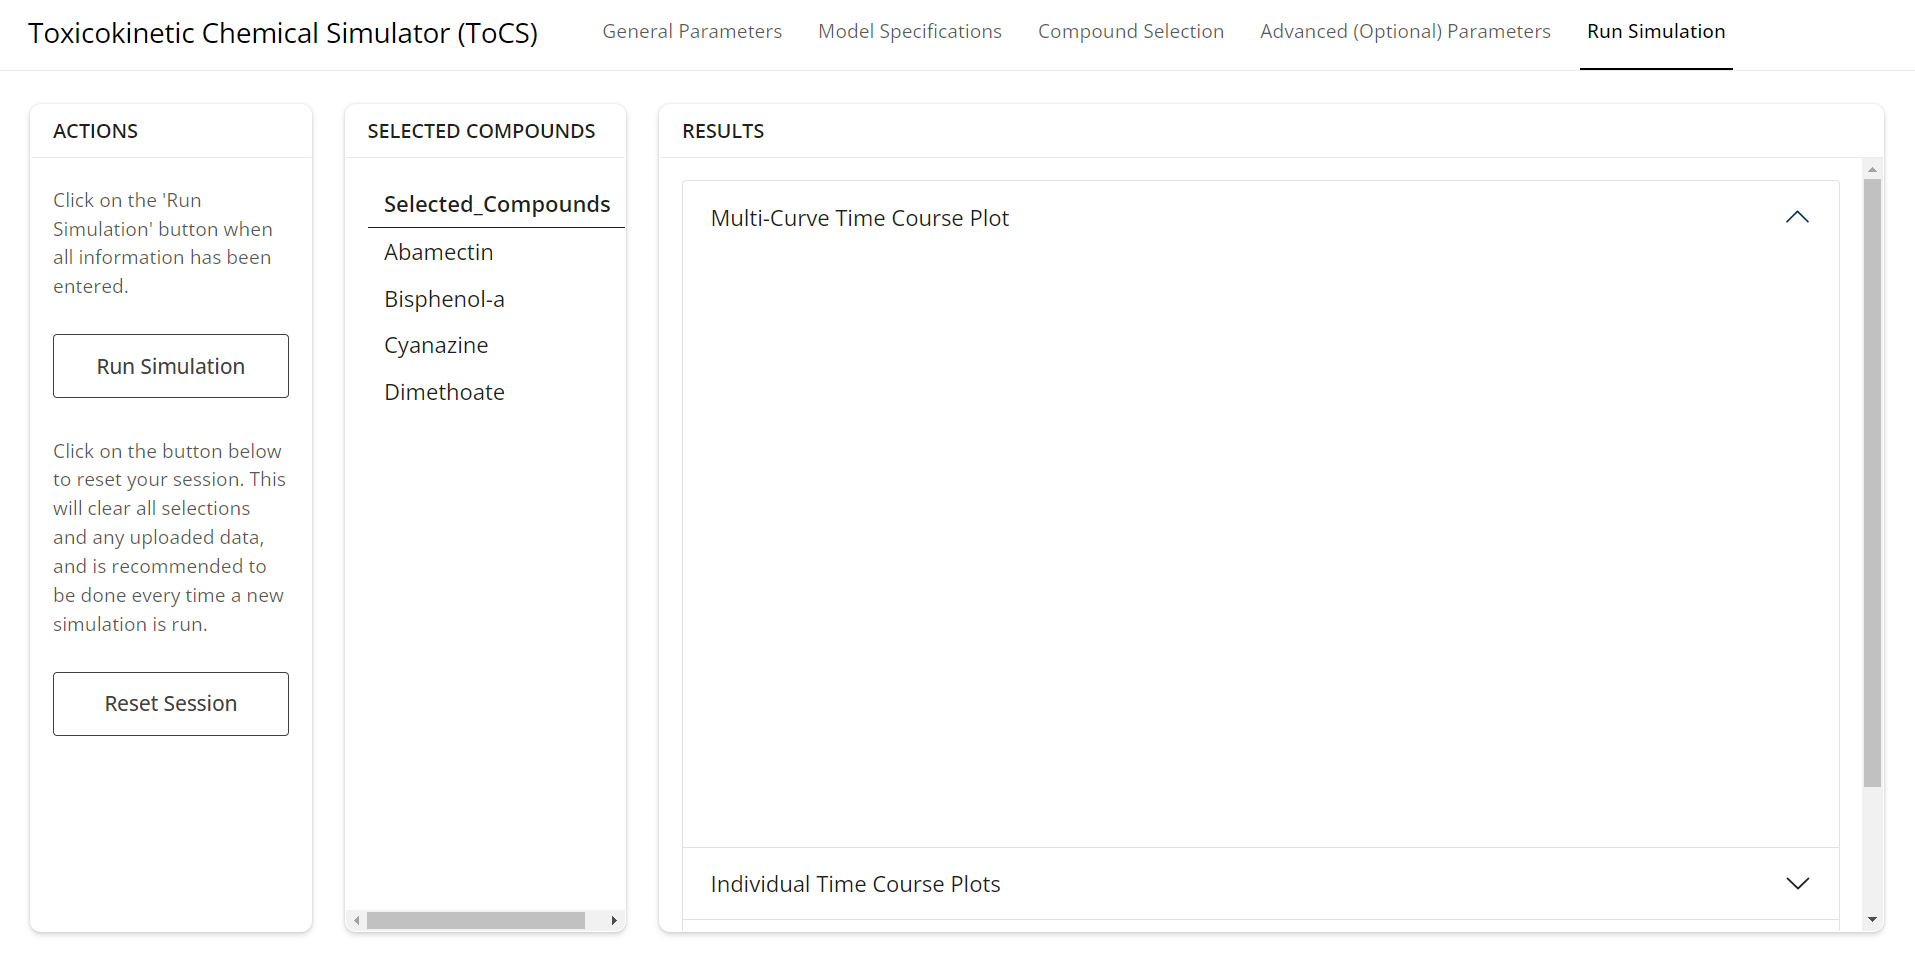 Toxicokinetic Chemical Simulator (ToCS)
General Parameters
Model Specifications
Compound Selection
Advanced (Optional) Parameters
Run Simulation
ACTIONS
Click on the 'Run
Simulation' button when
all information has been
entered.
Run Simulation
Click on the button below
to reset your session. This
will clear all selections
and any uploaded data,
and is recommended to
be done every time a new
simulation is run.
Reset Session
SELECTED COMPOUNDS
Selected_Compounds
Abamectin
Bisphenol-a
Cyanazine
Dimethoate
RESULTS
Multi-Curve Time Course Plot
Individual Time Course Plots